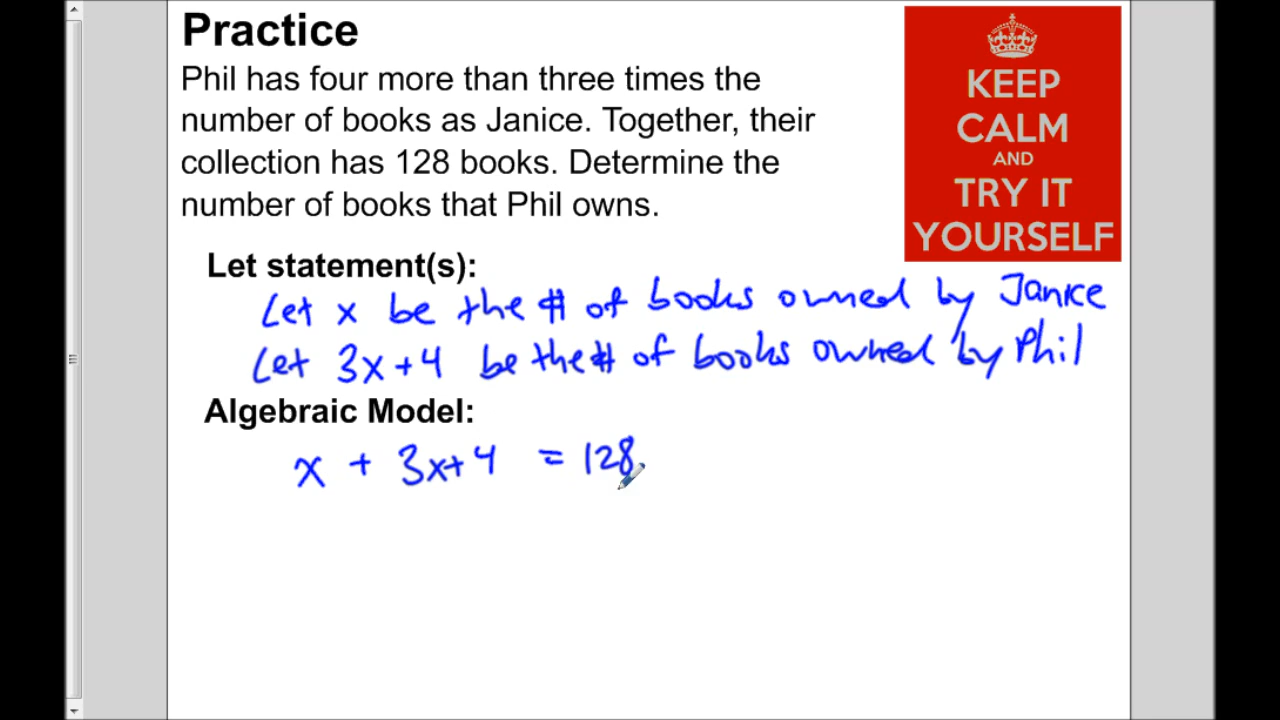 Practice
Phil has four more than three times the
number of books as Janice. Together, their
collection has 128 books. Determine the
number of books that Phil owns.
KEEP
CALM
AND
TRY IT
YOURSELF
Let statement(s):
Let x be the # of books owned by Janice
Let 3x+4 be the # of books owned by Phil
Algebraic Model:
x + 3x+4 = 128